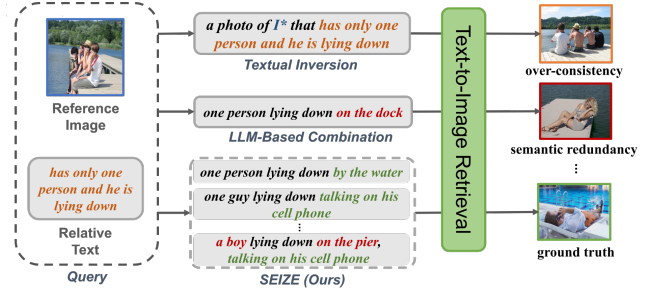 Reference
Image
has only one
person and he is
lying down
Relative
Text
Query
a photo of I* that has only one
person and he is lying down
Textual Inversion
one person lying down on the dock
LLM-Based Combination
one person lying down by the water
one guy lying down talking on his
cell phone
⋮
a boy lying down on the pier,
talking on his cell phone
SEIZE (Ours)
Text-to-Image Retrieval
over-consistency
semantic redundancy
⋮
ground truth